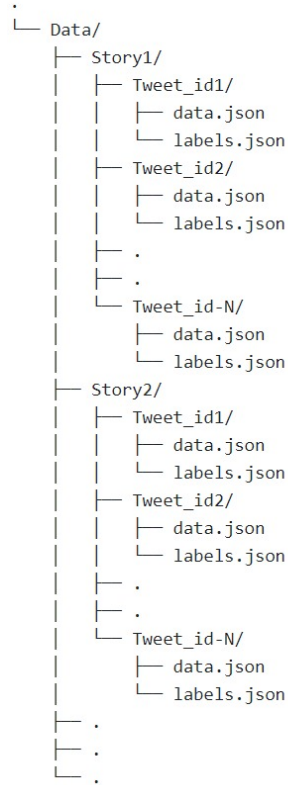 .
└── Data/
    ├── Story1/
    │   ├── Tweet_id1/
    │   │   ├── data.json
    │   │   └── labels.json
    │   ├── Tweet_id2/
    │   │   ├── data.json
    │   │   └── labels.json
    │   ├── .
    │   ├── .
    │   └── Tweet_id-N/
    │       ├── data.json
    │       └── labels.json
    ├── Story2/
    │   ├── Tweet_id1/
    │   │   ├── data.json
    │   │   └── labels.json
    │   ├── Tweet_id2/
    │   │   ├── data.json
    │   │   └── labels.json
    │   ├── .
    │   ├── .
    │   └── Tweet_id-N/
    │       ├── data.json
    │       └── labels.json
    ├── .
    ├── .
    └── .